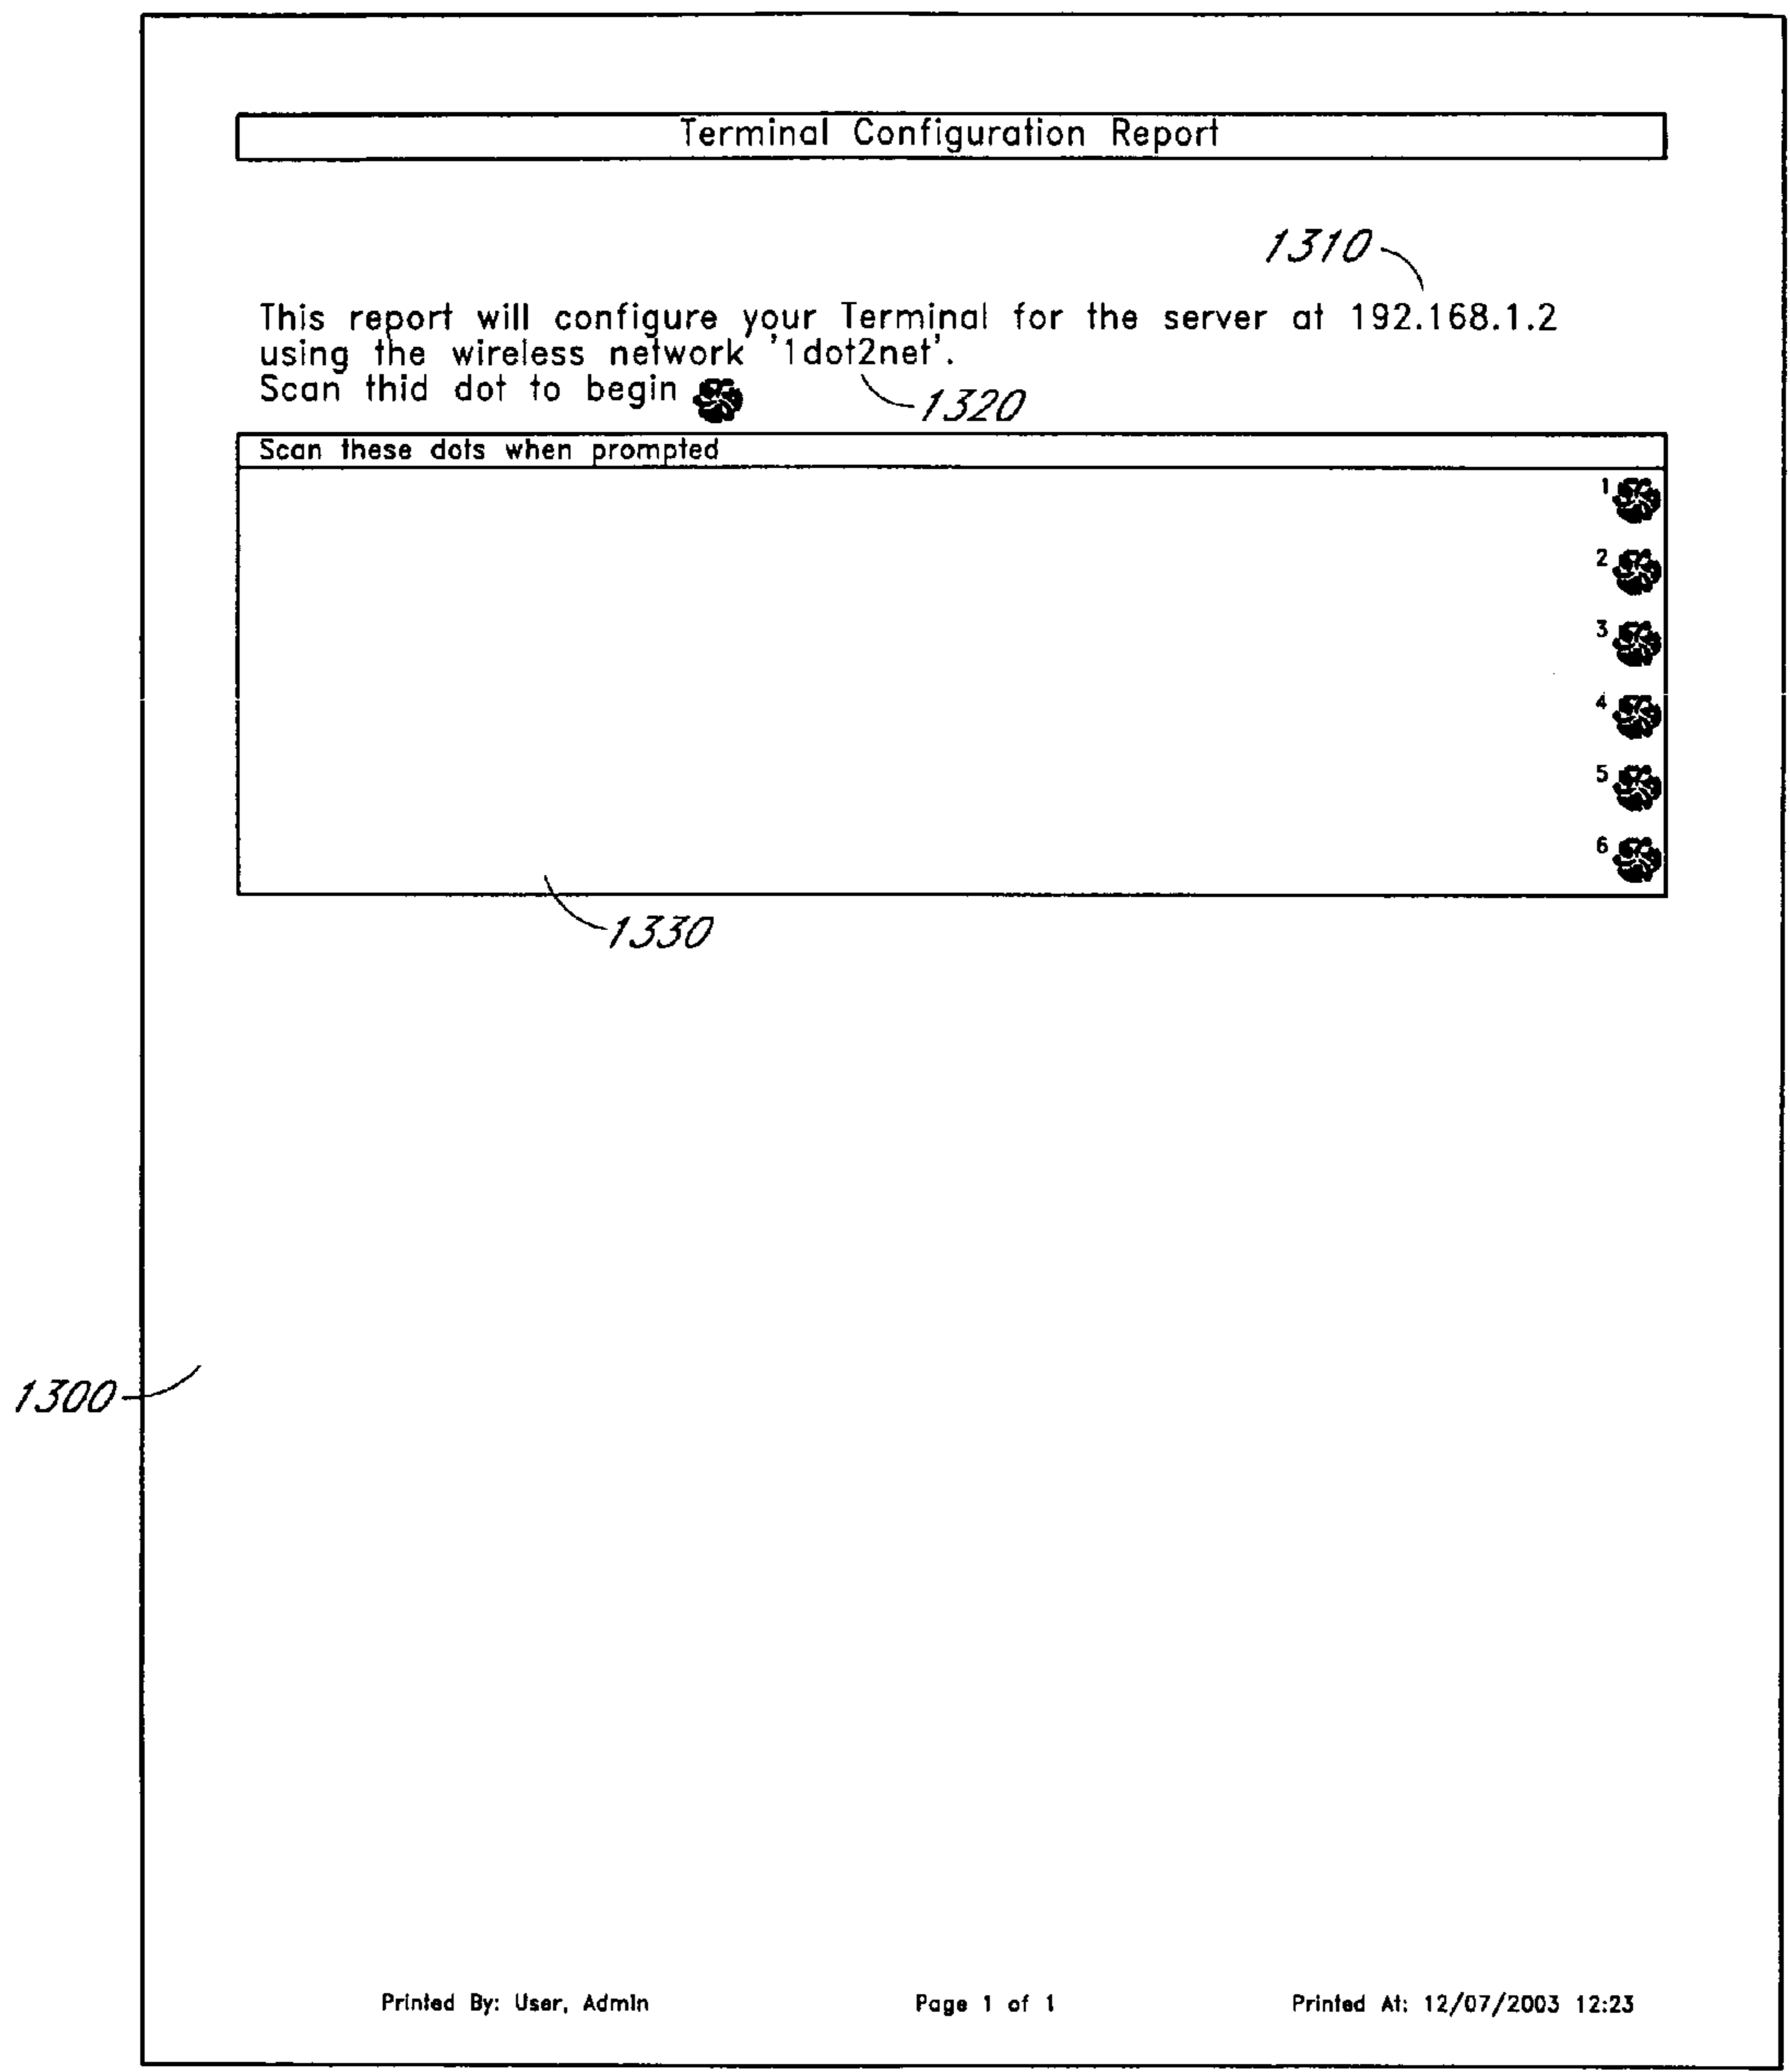 Terminal Configuration Report
1310
This report will configure your Terminal for the server at 192.168.1.2
using the wireless network '1dot2net'.
Scan thid dot to begin
1320
Scan these dots when prompted
1
2
3
4
5
6
1330
1300
Printed By: User, Admin Page 1 of 1 Printed At: 12/07/2003 12:23